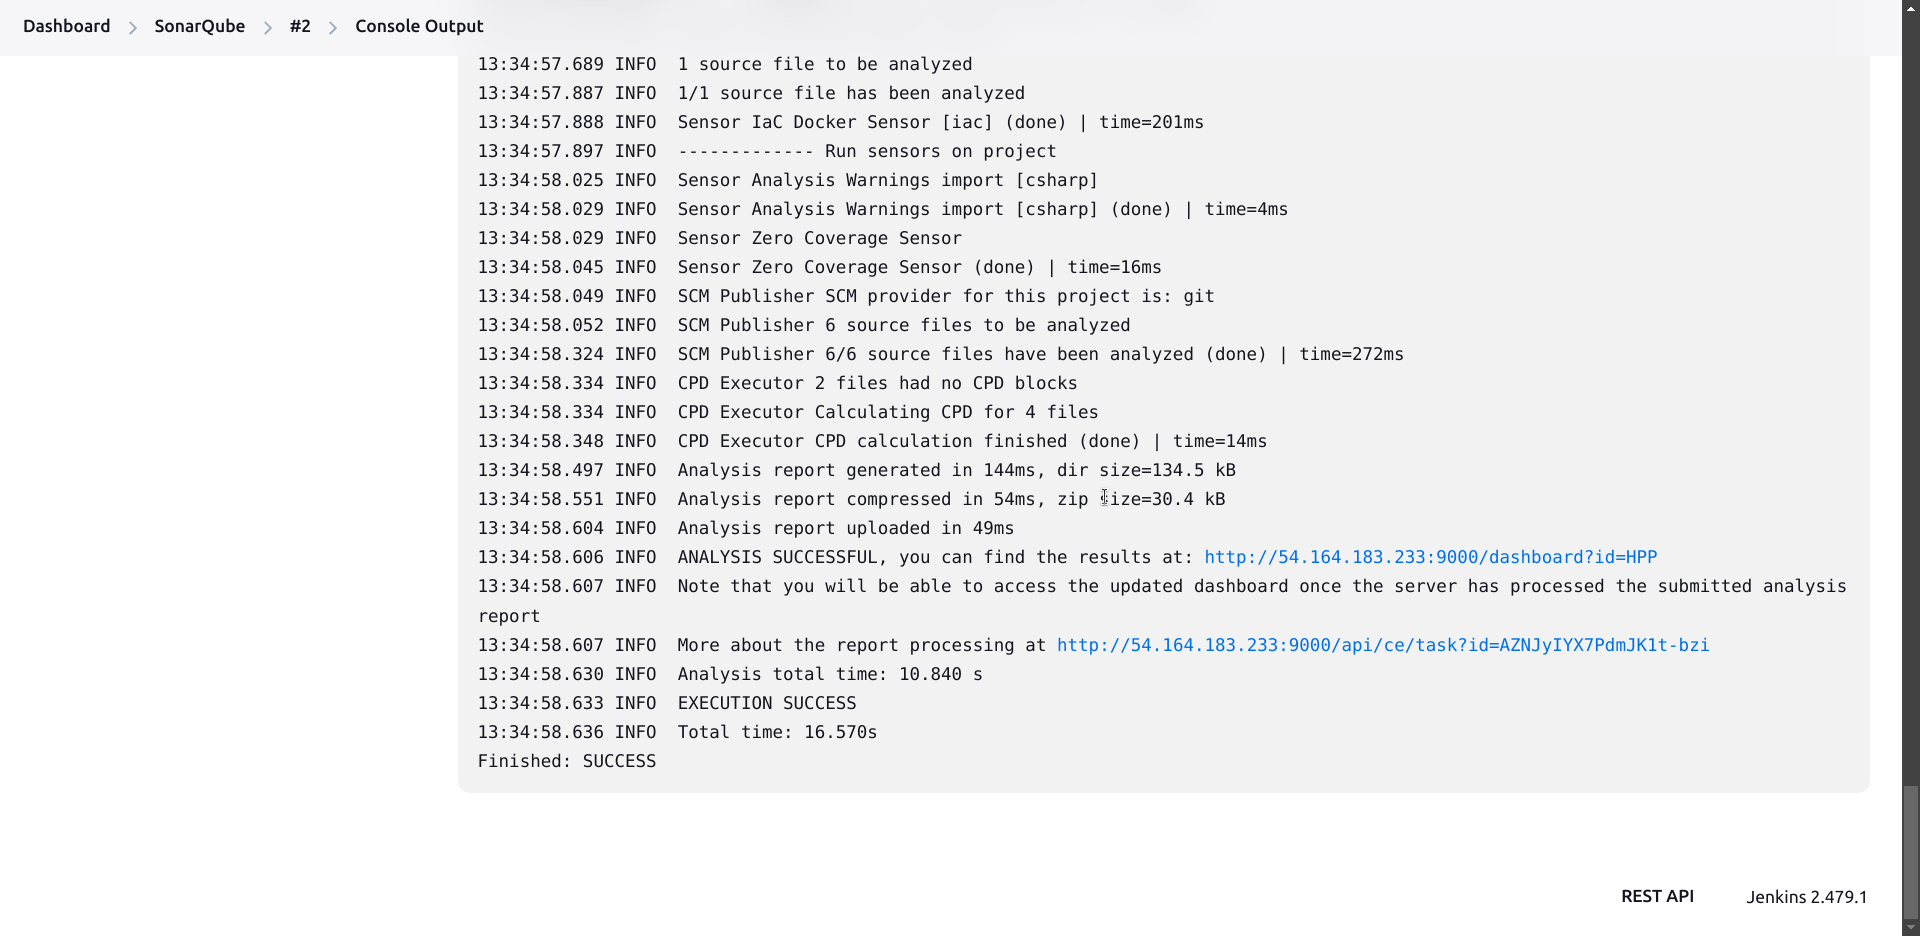 Dashboard > SonarQube > #2 > Console Output
13:34:57.689 INFO  1 source file to be analyzed
13:34:57.887 INFO  1/1 source file has been analyzed
13:34:57.888 INFO  Sensor IaC Docker Sensor [iac] (done) | time=201ms
13:34:57.897 INFO  ------------- Run sensors on project
13:34:58.025 INFO  Sensor Analysis Warnings import [csharp]
13:34:58.029 INFO  Sensor Analysis Warnings import [csharp] (done) | time=4ms
13:34:58.029 INFO  Sensor Zero Coverage Sensor
13:34:58.045 INFO  Sensor Zero Coverage Sensor (done) | time=16ms
13:34:58.049 INFO  SCM Publisher SCM provider for this project is: git
13:34:58.052 INFO  SCM Publisher 6 source files to be analyzed
13:34:58.324 INFO  SCM Publisher 6/6 source files have been analyzed (done) | time=272ms
13:34:58.334 INFO  CPD Executor 2 files had no CPD blocks
13:34:58.334 INFO  CPD Executor Calculating CPD for 4 files
13:34:58.348 INFO  CPD Executor CPD calculation finished (done) | time=14ms
13:34:58.497 INFO  Analysis report generated in 144ms, dir size=134.5 kB
13:34:58.551 INFO  Analysis report compressed in 54ms, zip size=30.4 kB
13:34:58.604 INFO  Analysis report uploaded in 49ms
13:34:58.606 INFO  ANALYSIS SUCCESSFUL, you can find the results at: http://54.164.183.233:9000/dashboard?id=HPP
13:34:58.607 INFO  Note that you will be able to access the updated dashboard once the server has processed the submitted analysis
report
13:34:58.607 INFO  More about the report processing at http://54.164.183.233:9000/api/ce/task?id=AZNJyIYX7PdmJK1t-bzi
13:34:58.630 INFO  Analysis total time: 10.840 s
13:34:58.633 INFO  EXECUTION SUCCESS
13:34:58.636 INFO  Total time: 16.570s
Finished: SUCCESS
REST API  Jenkins 2.479.1